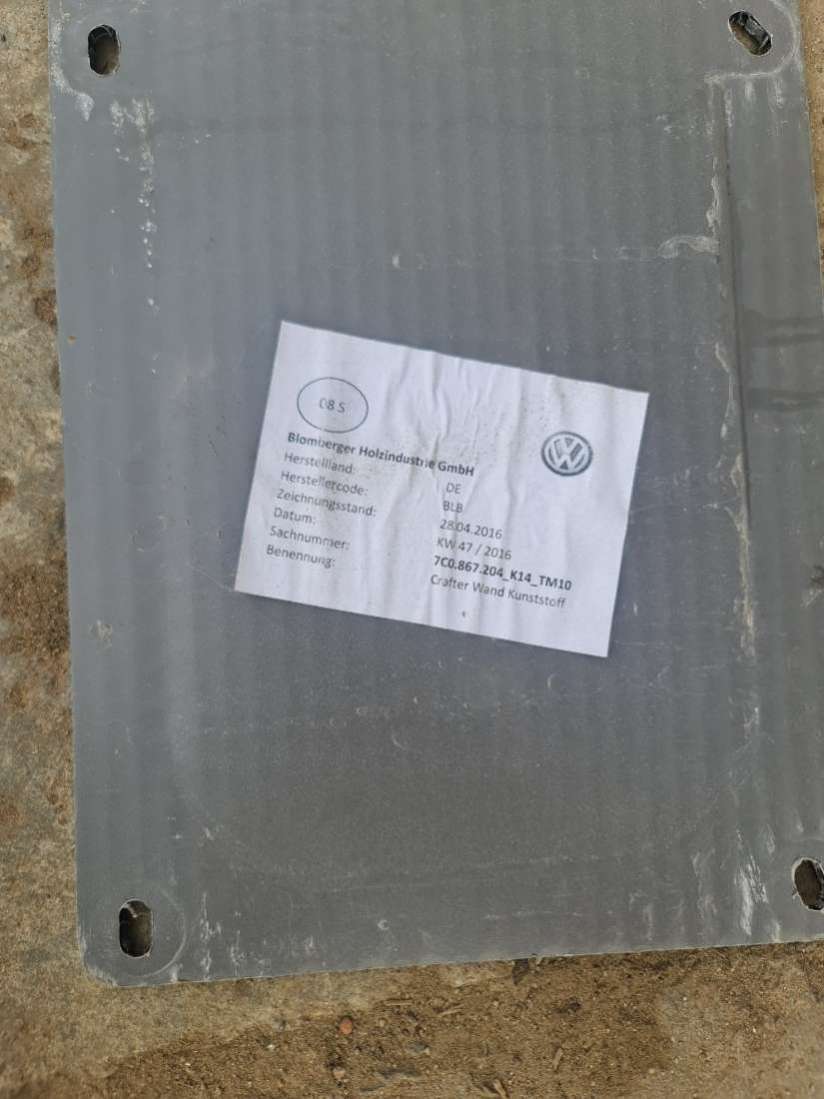 08 S
Blomberger Holzindustrie GmbH
Herstellland: DE
Herstellercode: BLB
Zeichnungsstand: 28.04.2016
Datum: KW 47 / 2016
Sachnummer: 7C0.867.204_K14_TM10
Benennung: Crafter Wand Kunststoff